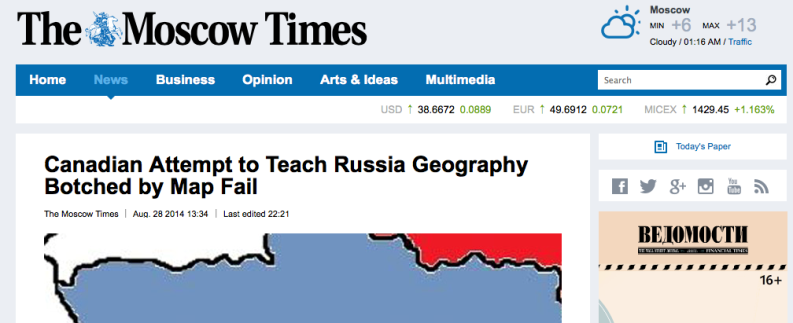 The Moscow Times
Moscow
MIN +6 MAX +13
Cloudy / 01:16 AM / Traffic
Home News Business Opinion Arts & Ideas Multimedia
Search
USD ↑ 38.6672 0.0889 EUR ↑ 49.6912 0.0721 MICEX ↑ 1429.45 +1.163%
Canadian Attempt to Teach Russia Geography
Botched by Map Fail
The Moscow Times | Aug. 28 2014 13:34 | Last edited 22:21
Today's Paper
f g+ You Tube
ВЕДОМОСТИ
16+